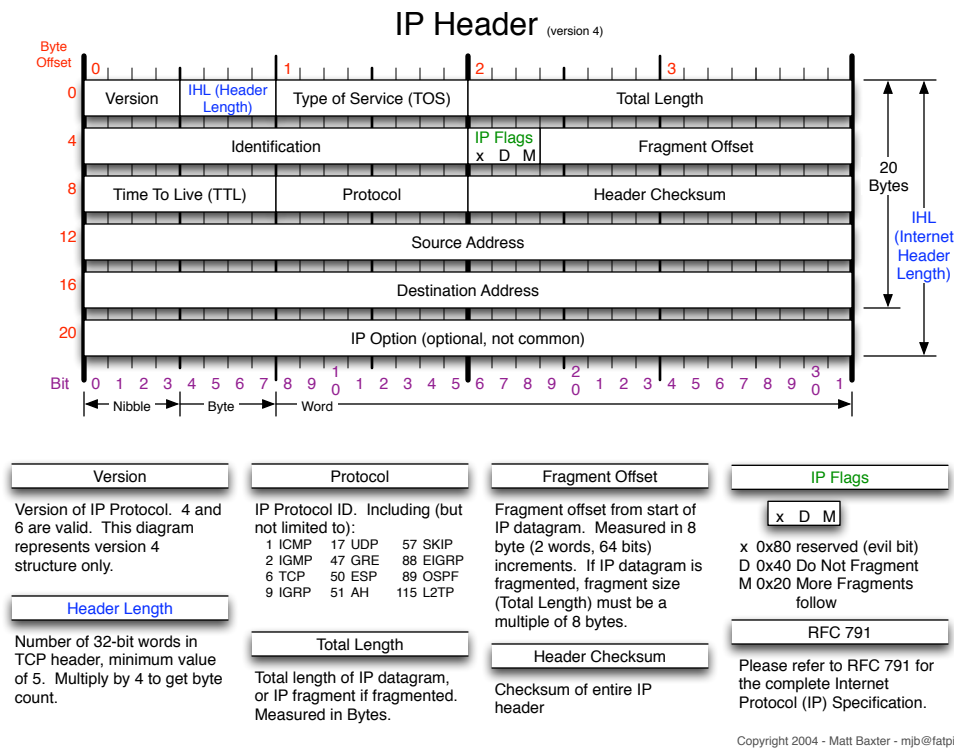 IP Header (version 4)
Byte
Offset
0 1 2 3
0 Version IHL (Header Length) Type of Service (TOS) Total Length
4 Identification IP Flags x D M Fragment Offset
8 Time To Live (TTL) Protocol Header Checksum
12 Source Address
16 Destination Address
20 IP Option (optional, not common)
20
Bytes
IHL
(Internet
Header
Length)
Bit 0 1 2 3 4 5 6 7 8 9 10 1 2 3 4 5 6 7 8 9 20 1 2 3 4 5 6 7 8 9 30 1
Nibble Byte Word
Version
Version of IP Protocol. 4 and
6 are valid. This diagram
represents version 4
structure only.
Header Length
Number of 32-bit words in
TCP header, minimum value
of 5. Multiply by 4 to get byte
count.
Protocol
IP Protocol ID. Including (but
not limited to):
1 ICMP 17 UDP 57 SKIP
2 IGMP 47 GRE 88 EIGRP
6 TCP 50 ESP 89 OSPF
9 IGRP 51 AH 115 L2TP
Total Length
Total length of IP datagram,
or IP fragment if fragmented.
Measured in Bytes.
Fragment Offset
Fragment offset from start of
IP datagram. Measured in 8
byte (2 words, 64 bits)
increments. If IP datagram is
fragmented, fragment size
(Total Length) must be a
multiple of 8 bytes.
Header Checksum
Checksum of entire IP
header
IP Flags
x D M
x 0x80 reserved (evil bit)
D 0x40 Do Not Fragment
M 0x20 More Fragments
follow
RFC 791
Please refer to RFC 791 for
the complete Internet
Protocol (IP) Specification.
Copyright 2004 - Matt Baxter - mjb@fatpi